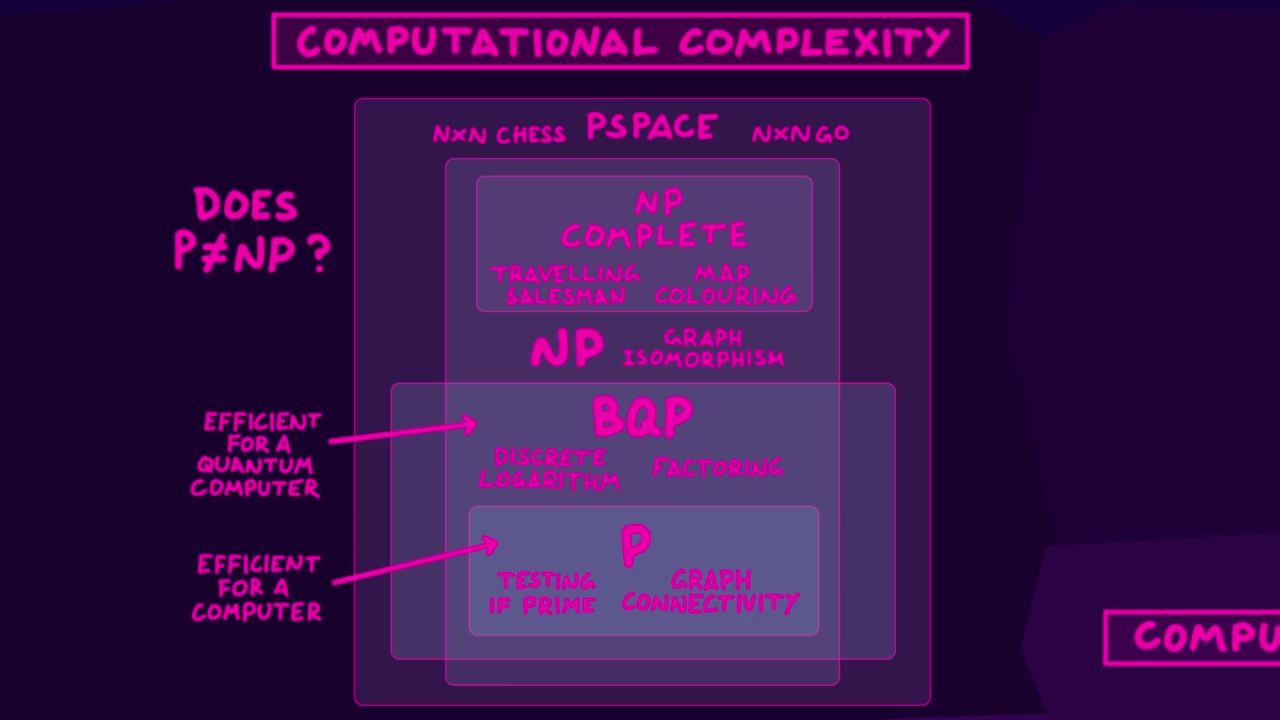 COMPUTATIONAL COMPLEXITY
NXN CHESS PSPACE NXN GO
DOES
P≠NP?
NP
COMPLETE
TRAVELLING
SALESMAN
MAP
COLOURING
NP
GRAPH
ISOMORPHISM
EFFICIENT
FOR A
QUANTUM
COMPUTER
BQP
DISCRETE
LOGARITHM
FACTORING
EFFICIENT
FOR A
COMPUTER
P
TESTING
IF PRIME
GRAPH
CONNECTIVITY
COMPU